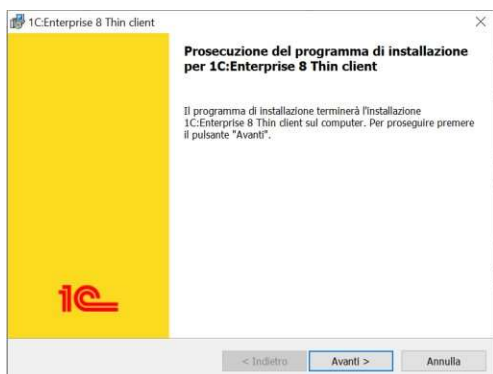 1C:Enterprise 8 Thin client
Prosecuzione del programma di installazione
per 1C:Enterprise 8 Thin client
Il programma di installazione terminerà l'installazione
1C:Enterprise 8 Thin client sul computer. Per proseguire premere
il pulsante "Avanti".
1C
< Indietro
Avanti >
Annulla